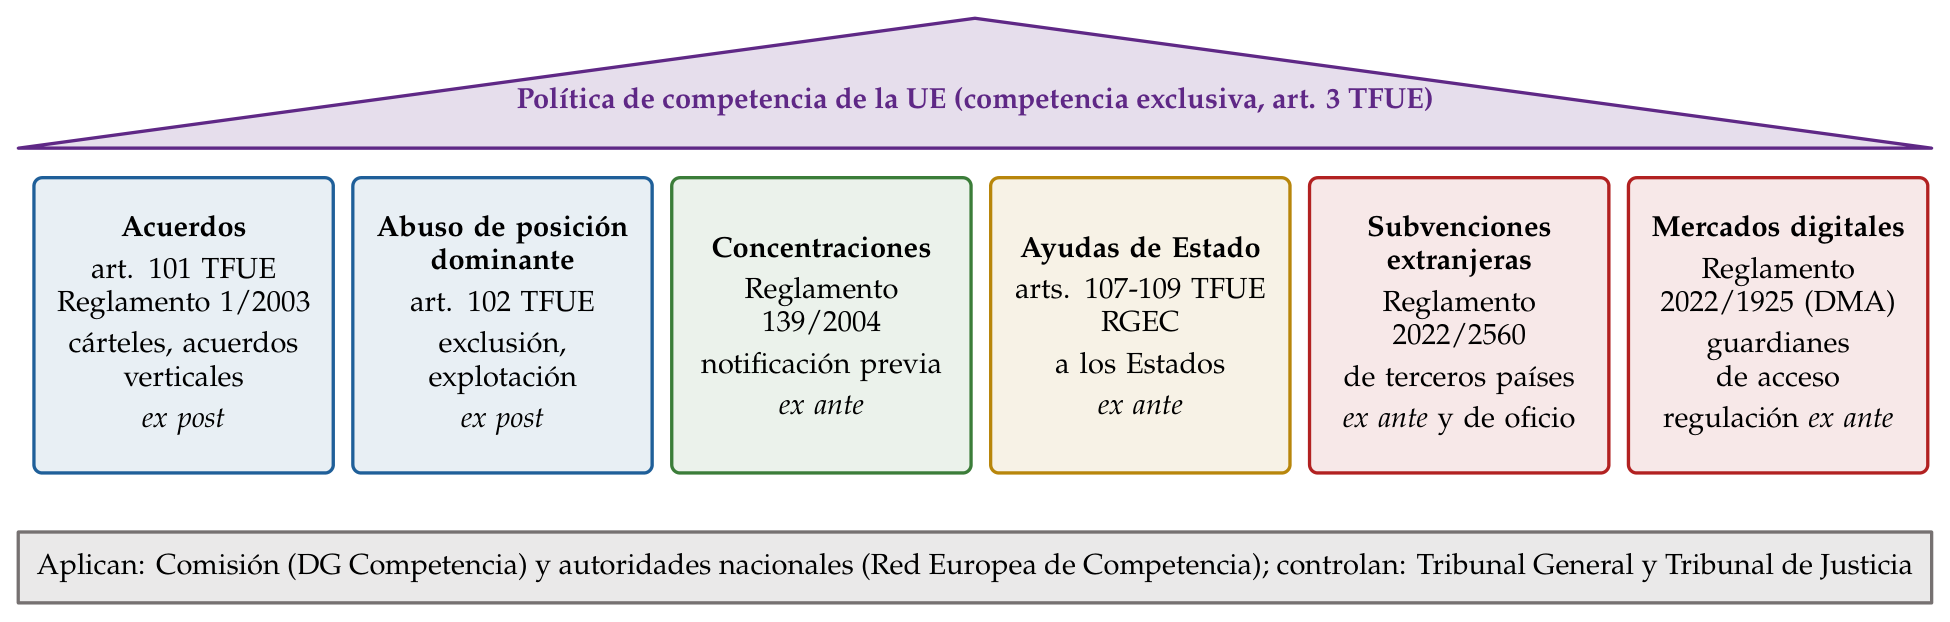 Política de competencia de la UE (competencia exclusiva, art. 3 TFUE)
Acuerdos
art. 101 TFUE
Reglamento 1/2003
cárteles, acuerdos
verticales
ex post
Abuso de posición
dominante
art. 102 TFUE
exclusión,
explotación
ex post
Concentraciones
Reglamento
139/2004
notificación previa
ex ante
Ayudas de Estado
arts. 107-109 TFUE
RGEC
a los Estados
ex ante
Subvenciones
extranjeras
Reglamento
2022/2560
de terceros países
ex ante y de oficio
Mercados digitales
Reglamento
2022/1925 (DMA)
guardianes
de acceso
regulación ex ante
Aplican: Comisión (DG Competencia) y autoridades nacionales (Red Europea de Competencia); controlan: Tribunal General y Tribunal de Justicia